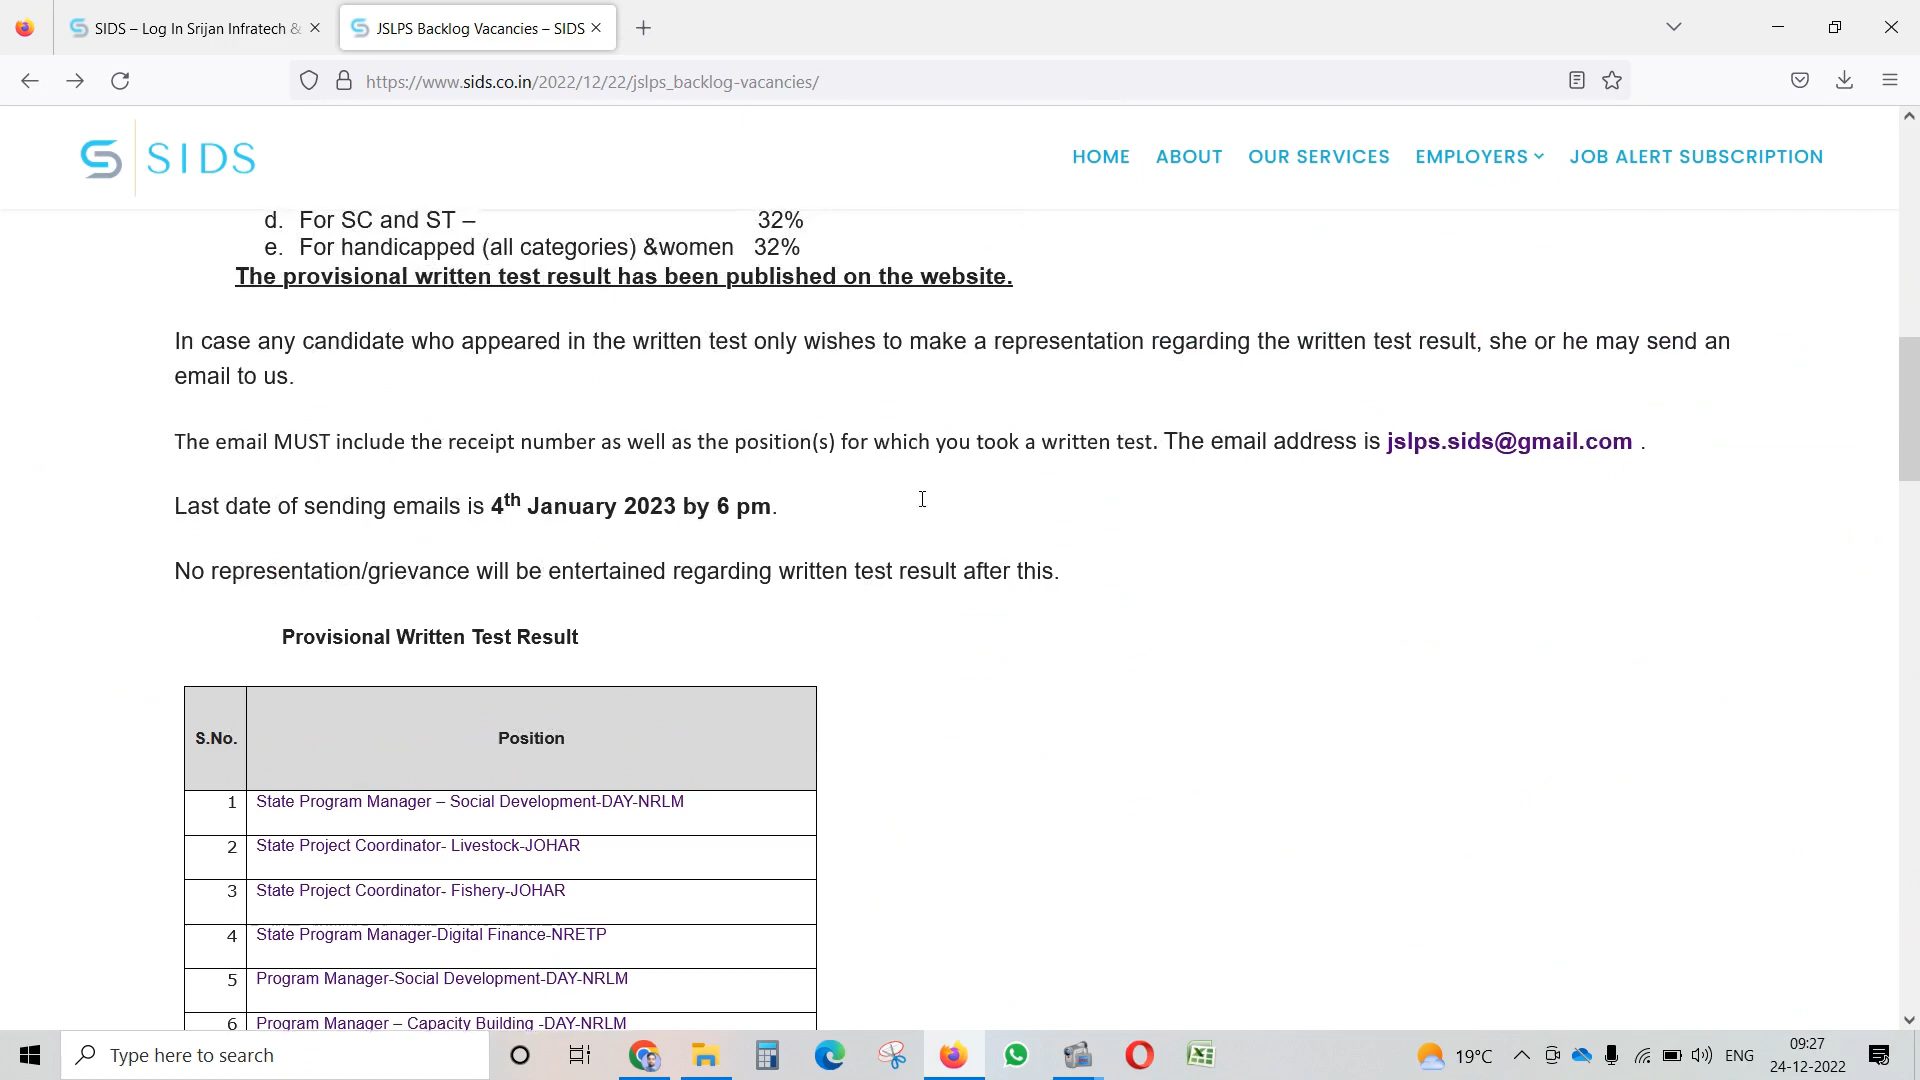 SIDS – Log In Srijan Infratech &
JSLPS Backlog Vacancies – SIDS
https://www.sids.co.in/2022/12/22/jslps_backlog-vacancies/
SIDS
HOME ABOUT OUR SERVICES EMPLOYERS JOB ALERT SUBSCRIPTION
d. For SC and ST – 32%
e. For handicapped (all categories) &women 32%
The provisional written test result has been published on the website.
In case any candidate who appeared in the written test only wishes to make a representation regarding the written test result, she or he may send an
email to us.
The email MUST include the receipt number as well as the position(s) for which you took a written test. The email address is jslps.sids@gmail.com .
Last date of sending emails is 4th January 2023 by 6 pm.
No representation/grievance will be entertained regarding written test result after this.
Provisional Written Test Result
S.No. Position
1 State Program Manager – Social Development-DAY-NRLM
2 State Project Coordinator- Livestock-JOHAR
3 State Project Coordinator- Fishery-JOHAR
4 State Program Manager-Digital Finance-NRETP
5 Program Manager-Social Development-DAY-NRLM
6 Program Manager – Capacity Building -DAY-NRLM
Type here to search
19°C
ENG
09:27
24-12-2022